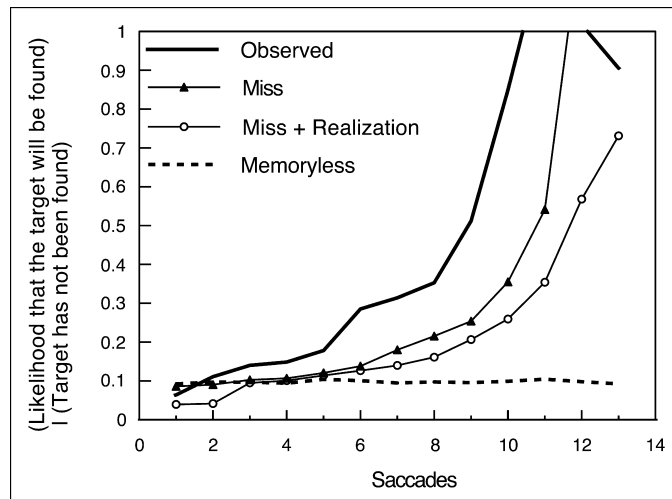 (Likelihood that the target will be found)
| (Target has not been found)
1
0.9
0.8
0.7
0.6
0.5
0.4
0.3
0.2
0.1
0
Observed
Miss
Miss + Realization
Memoryless
0 2 4 6 8 10 12 14
Saccades